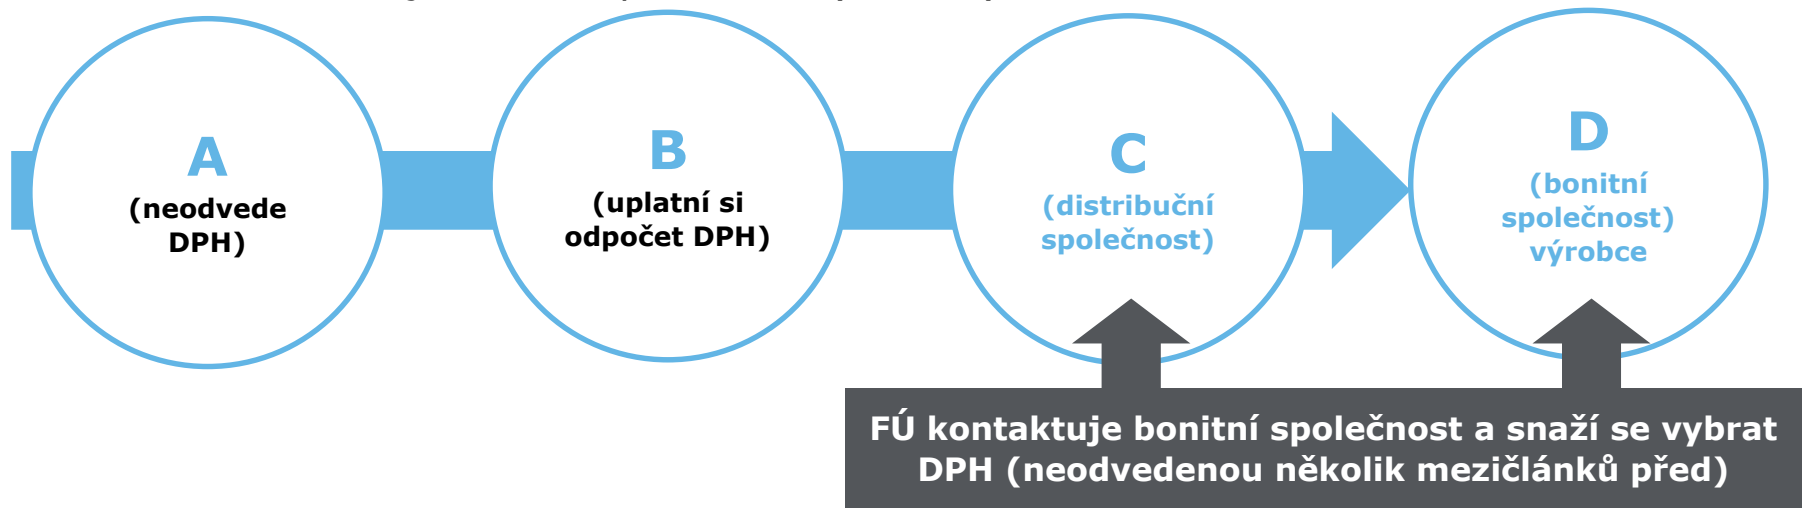 A
(neodvede
DPH)
B
(uplatní si
odpočet DPH)
C
(distribuční
společnost)
D
(bonitní
společnost)
výrobce
FÚ kontaktuje bonitní společnost a snaží se vybrat
DPH (neodvedenou několik mezičlánků před)